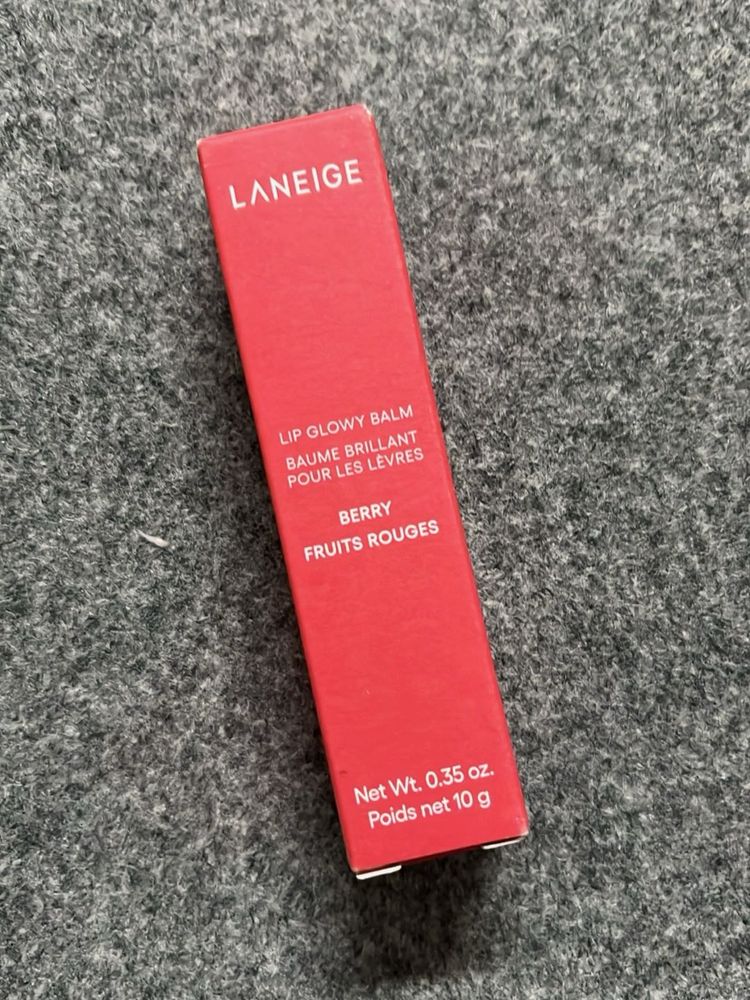 LANEIGE
LIP GLOWY BALM
BAUME BRILLANT
POUR LES LÈVRES
BERRY
FRUITS ROUGES
Net Wt. 0.35 oz.
Poids net 10 g